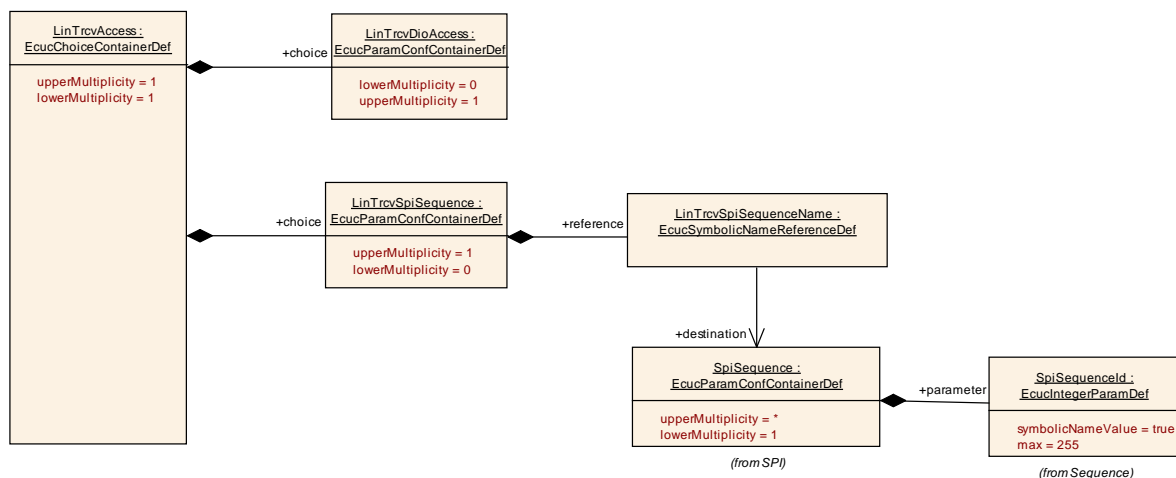 LinTrcvAccess :
EcucChoiceContainerDef
upperMultiplicity = 1
lowerMultiplicity = 1
+choice
LinTrcvDioAccess :
EcucParamConfContainerDef
lowerMultiplicity = 0
upperMultiplicity = 1
+choice
LinTrcvSpiSequence :
EcucParamConfContainerDef
upperMultiplicity = 1
lowerMultiplicity = 0
+reference
LinTrcvSpiSequenceName :
EcucSymbolicNameReferenceDef
+destination
SpiSequence :
EcucParamConfContainerDef
upperMultiplicity = *
lowerMultiplicity = 1
(from SPI)
+parameter
SpiSequenceId :
EcucIntegerParamDef
symbolicNameValue = true
max = 255
(from Sequence)